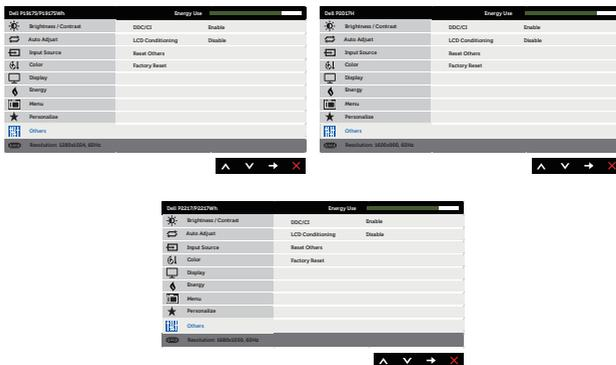 Dell P1917S/P1917SWh Energy Use
Brightness / Contrast DDC/CI Enable
Auto Adjust LCD Conditioning Disable
Input Source Reset Others
Color Factory Reset
Display
Energy
Menu
Personalize
Others
Resolution: 1280x1024, 60Hz
Dell P2017H Energy Use
Brightness / Contrast DDC/CI Enable
Auto Adjust LCD Conditioning Disable
Input Source Reset Others
Color Factory Reset
Display
Energy
Menu
Personalize
Others
Resolution: 1600x900, 60Hz
Dell P2217/P2217Wh Energy Use
Brightness / Contrast DDC/CI Enable
Auto Adjust LCD Conditioning Disable
Input Source Reset Others
Color Factory Reset
Display
Energy
Menu
Personalize
Others
Resolution: 1680x1050, 60Hz